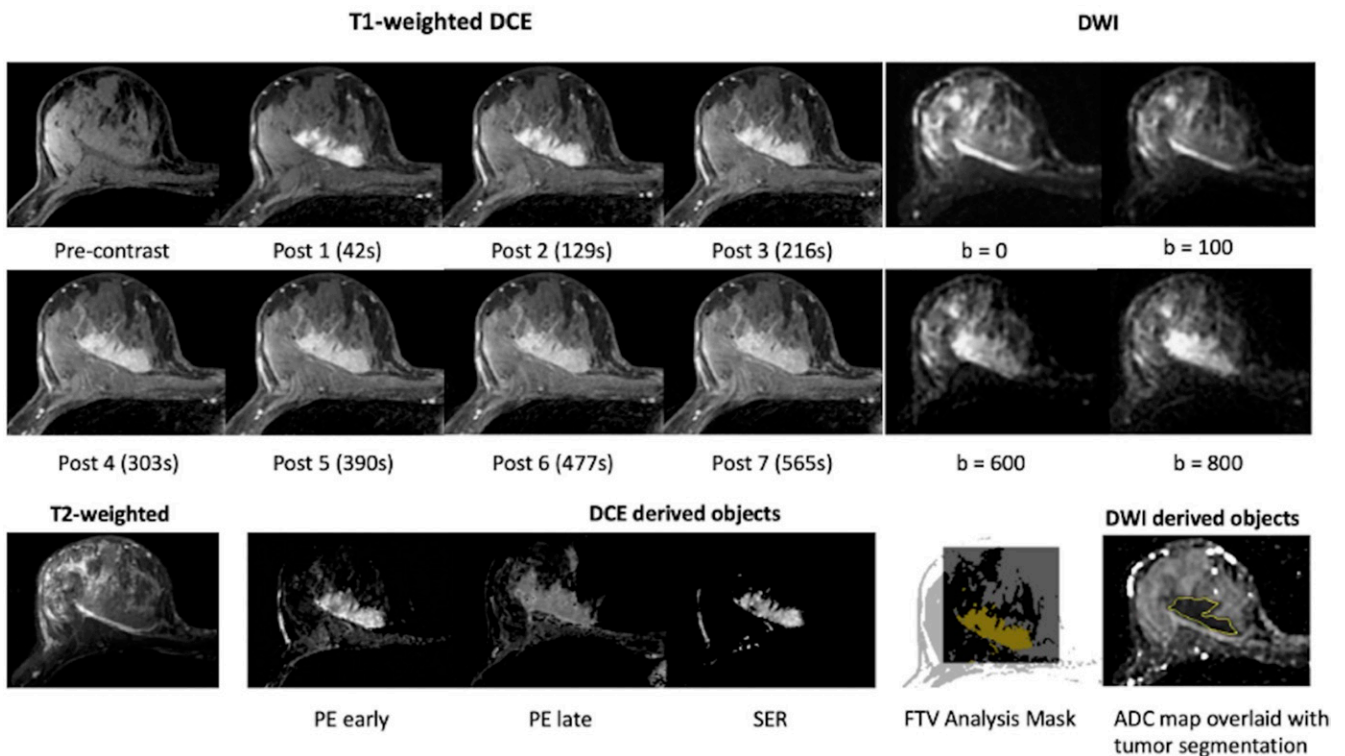 T1-weighted DCE
DWI
Pre-contrast
Post 1 (42s)
Post 2 (129s)
Post 3 (216s)
b = 0
b = 100
Post 4 (303s)
Post 5 (390s)
Post 6 (477s)
Post 7 (565s)
b = 600
b = 800
T2-weighted
DCE derived objects
DWI derived objects
PE early
PE late
SER
FTV Analysis Mask
ADC map overlaid with
tumor segmentation